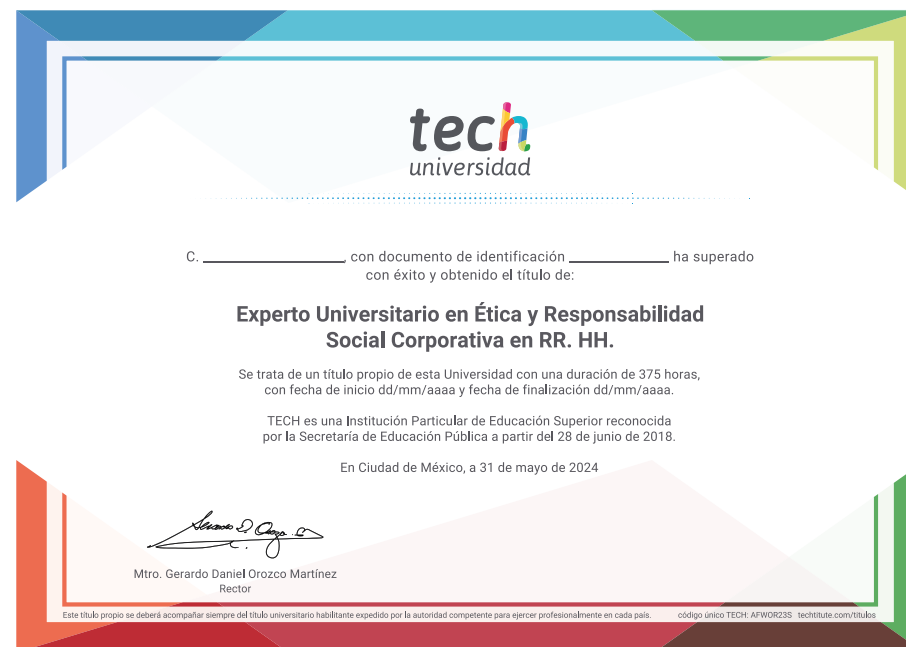 tech
universidad
C. ____________, con documento de identificación ____________ ha superado
con éxito y obtenido el título de:
Experto Universitario en Ética y Responsabilidad
Social Corporativa en RR. HH.
Se trata de un título propio de esta Universidad con una duración de 375 horas,
con fecha de inicio dd/mm/aaaa y fecha de finalización dd/mm/aaaa.
TECH es una Institución Particular de Educación Superior reconocida
por la Secretaría de Educación Pública a partir del 28 de junio de 2018.
En Ciudad de México, a 31 de mayo de 2024
Mtro. Gerardo Daniel Orozco Martínez
Rector
Este título propio se deberá acompañar siempre del título universitario habilitante expedido por la autoridad competente para ejercer profesionalmente en cada país. código único TECH: AFWOR23S techtitute.com/titulos